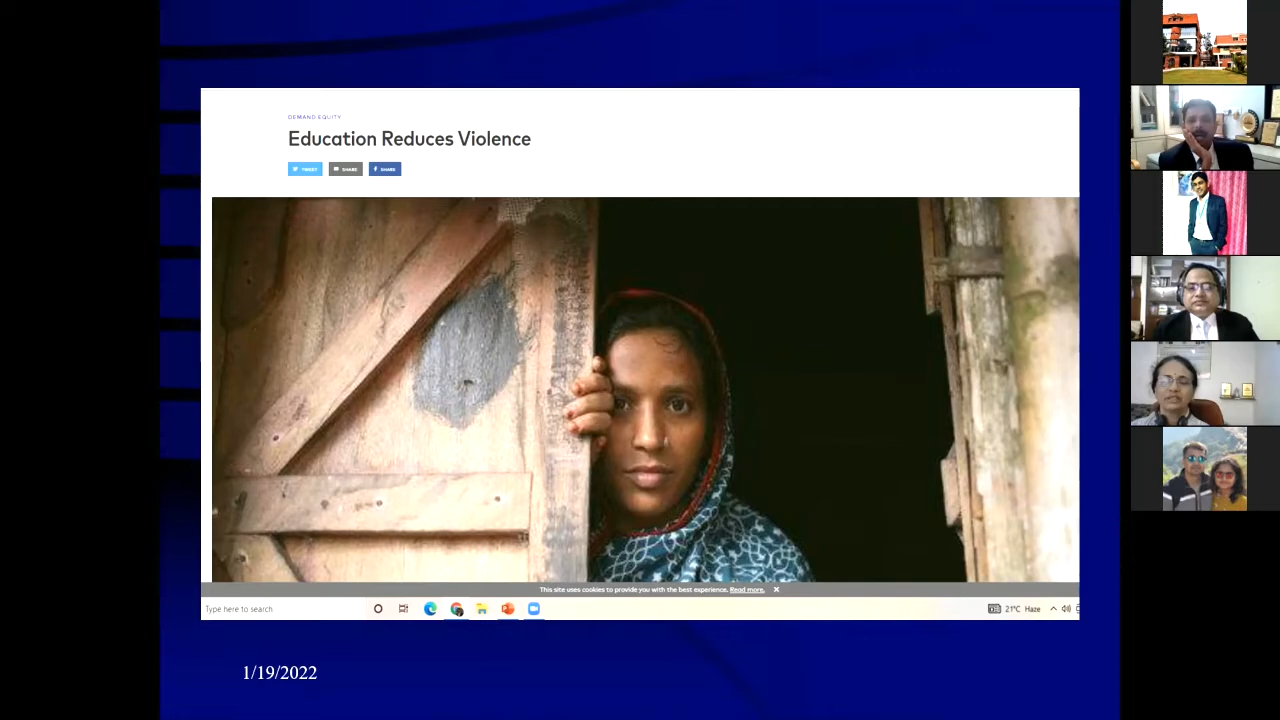 DEMAND EQUITY
Education Reduces Violence
TWEET SHARE SHARE
This site uses cookies to provide you with the best experience. Read more. ✕
Type here to search
21°C Haze
1/19/2022